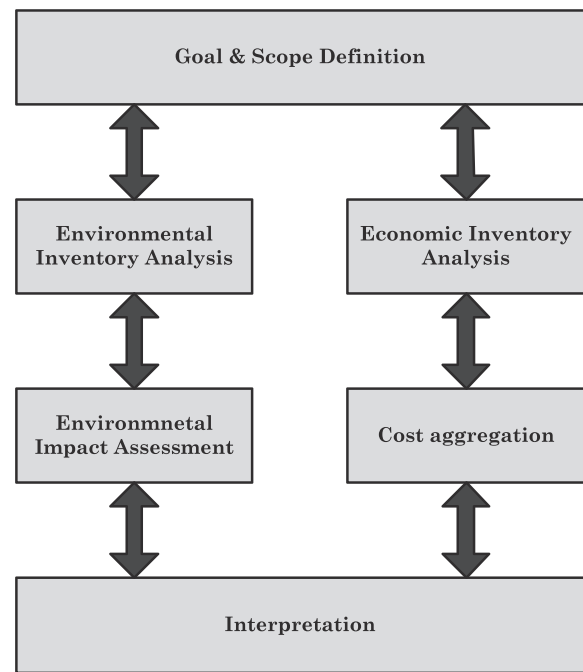 Goal & Scope Definition
Environmental
Inventory Analysis
Economic Inventory
Analysis
Environmnetal
Impact Assessment
Cost aggregation
Interpretation